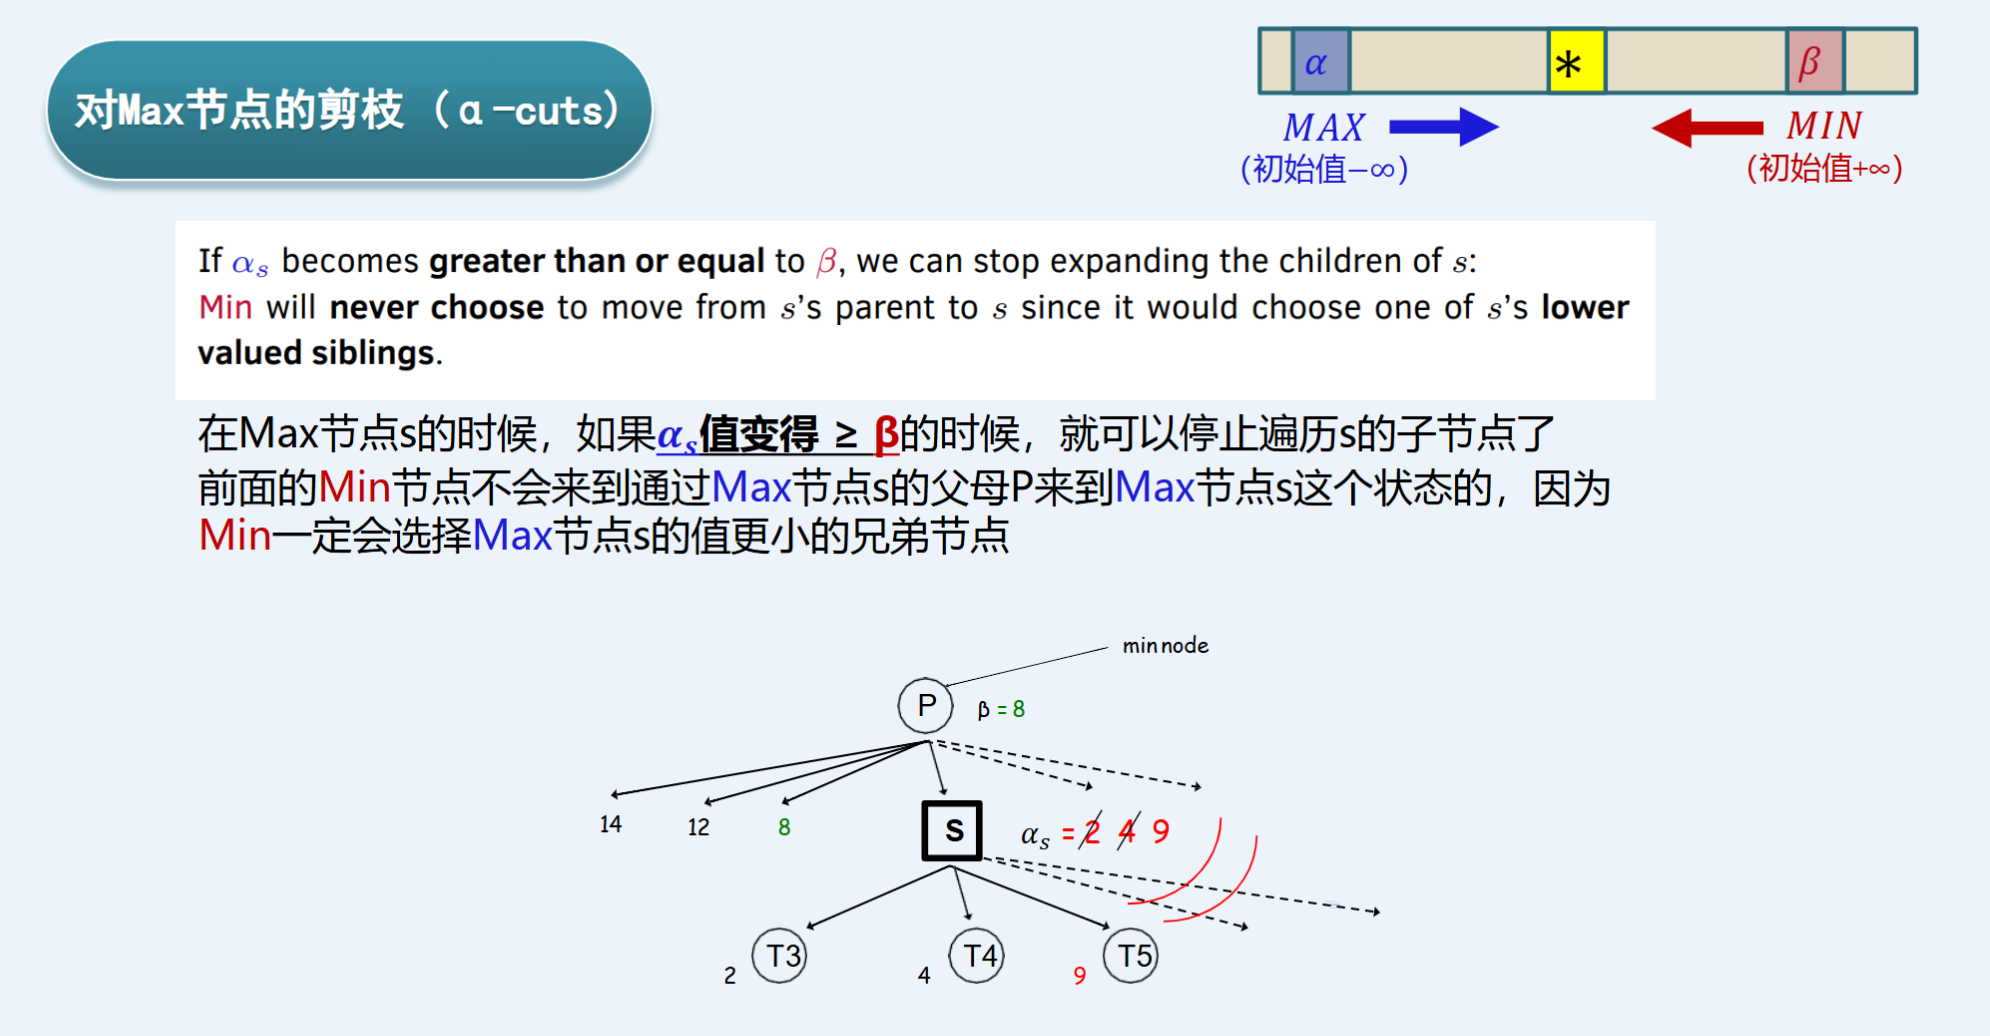 对Max节点的剪枝（α-cuts）
α
*
β
MAX
MIN
(初始值−∞)
(初始值+∞)
If αs becomes greater than or equal to β, we can stop expanding the children of s:
Min will never choose to move from s's parent to s since it would choose one of s's lower
valued siblings.
在Max节点s的时候，如果αs值变得 ≥ β的时候，就可以停止遍历s的子节点了
前面的Min节点不会来到通过Max节点s的父母P来到Max节点s这个状态的，因为
Min一定会选择Max节点s的值更小的兄弟节点
min node
P
β = 8
14
12
8
S
αs = 2 4 9
T3
T4
T5
2
4
9